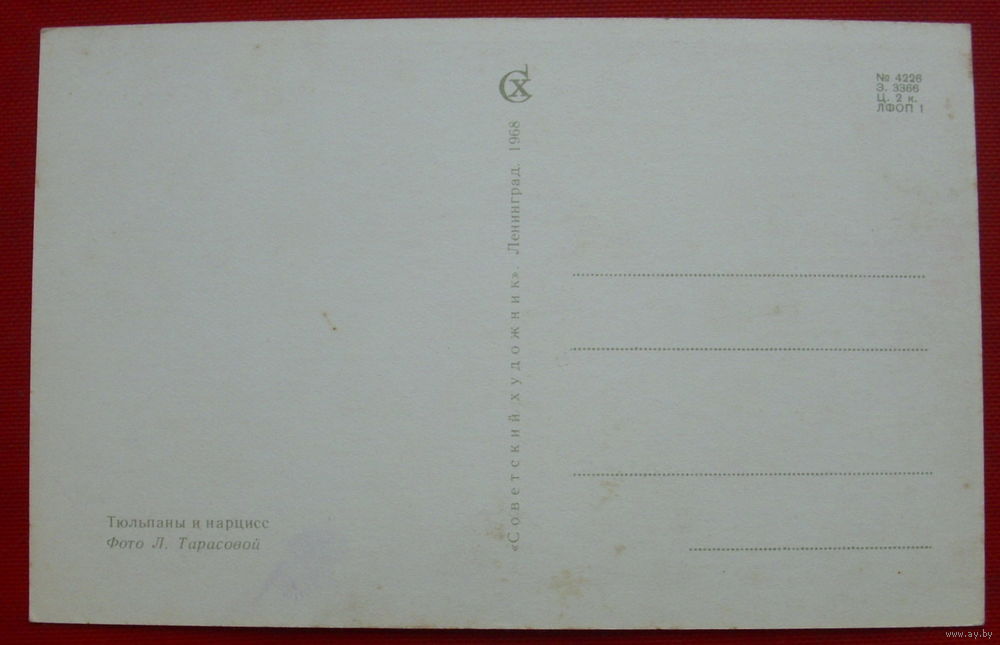 Сх
№ 4226
Э. 3366
Ц. 2 к.
ЛФОП 1
«Советский художник». Ленинград. 1968
Тюльпаны и нарцисс
Фото Л. Тарасовой
www.ay.by